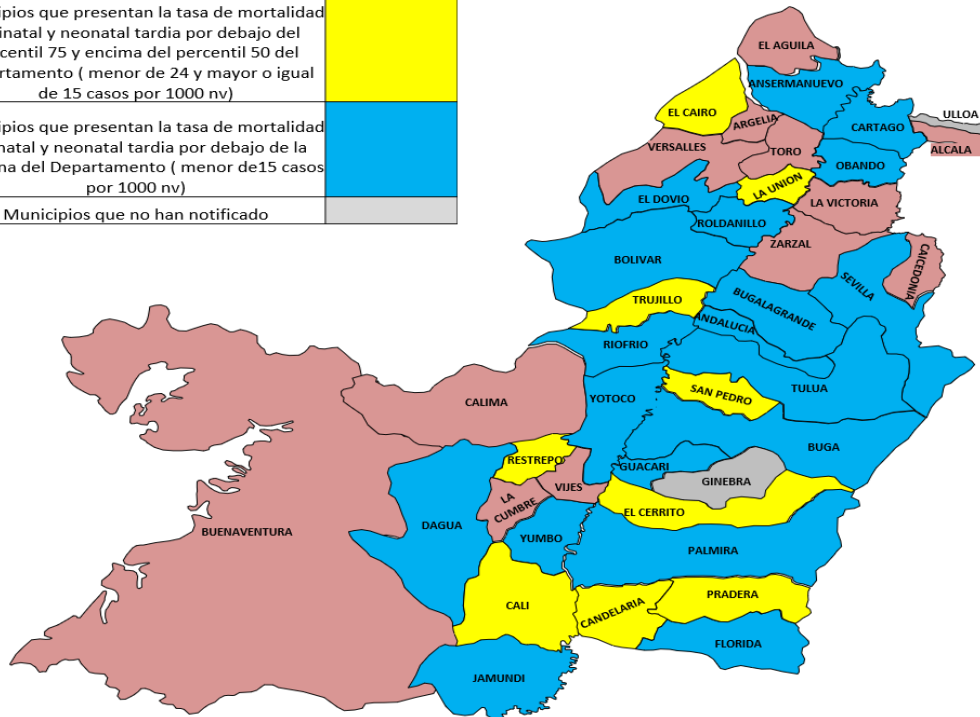 cipios que presentan la tasa de mortalidad
inatal y neonatal tardia por debajo del
centil 75 y encima del percentil 50 del
rtamento ( menor de 24 y mayor o igual
de 15 casos por 1000 nv)
cipios que presentan la tasa de mortalidad
natal y neonatal tardia por debajo de la
na del Departamento ( menor de15 casos
por 1000 nv)
Municipios que no han notificado
EL AGUILA
ANSERMANUEVO
EL CAIRO
ARGELIA
CARTAGO
ULLOA
ALCALA
VERSALLES
TORO
OBANDO
LA UNION
EL DOVIO
LA VICTORIA
ROLDANILLO
ZARZAL
CAICEDONIA
BOLIVAR
SEVILLA
TRUJILLO
BUGALAGRANDE
ANDALUCIA
RIOFRIO
TULUA
SAN PEDRO
CALIMA
YOTOCO
BUGA
RESTREPO
GUACARI
GINEBRA
VIJES
LA
CUMBRE
EL CERRITO
DAGUA
BUENAVENTURA
YUMBO
PALMIRA
CALI
CANDELARIA
PRADERA
FLORIDA
JAMUNDI